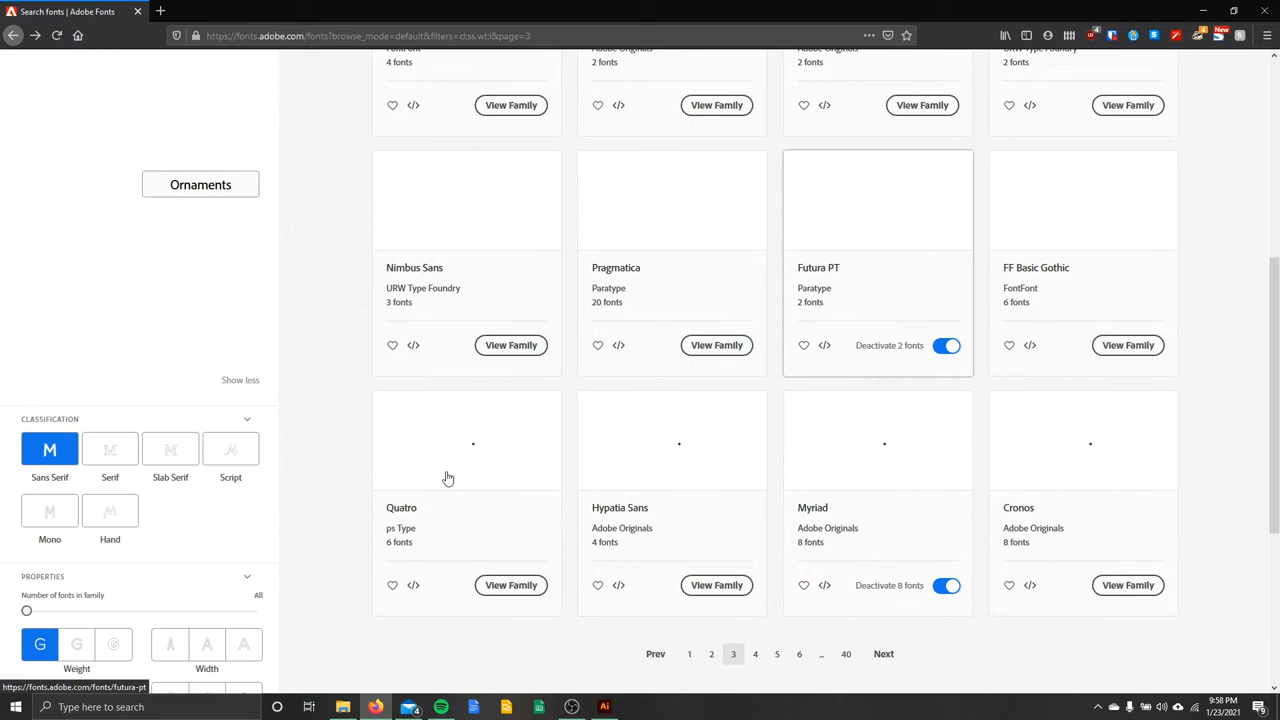 Search fonts | Adobe Fonts
https://fonts.adobe.com/fonts?browse_mode=default&filters=cl:ss,wt:l&page=3
New
4 fonts
2 fonts
2 fonts
2 fonts
View Family
View Family
View Family
View Family
Ornaments
Nimbus Sans
URW Type Foundry
3 fonts
View Family
Pragmatica
Paratype
20 fonts
View Family
Futura PT
Paratype
2 fonts
Deactivate 2 fonts
FF Basic Gothic
FontFont
6 fonts
View Family
Show less
CLASSIFICATION
M M M M
Sans Serif Serif Slab Serif Script
M M
Mono Hand
Quatro
ps Type
6 fonts
View Family
Hypatia Sans
Adobe Originals
4 fonts
View Family
Myriad
Adobe Originals
8 fonts
Deactivate 8 fonts
Cronos
Adobe Originals
8 fonts
View Family
PROPERTIES
Number of fonts in family All
G G G A A A
Weight Width
Prev 1 2 3 4 5 6 ... 40 Next
https://fonts.adobe.com/fonts/futura-pt
Type here to search
4
Ai
9:58 PM
1/23/2021